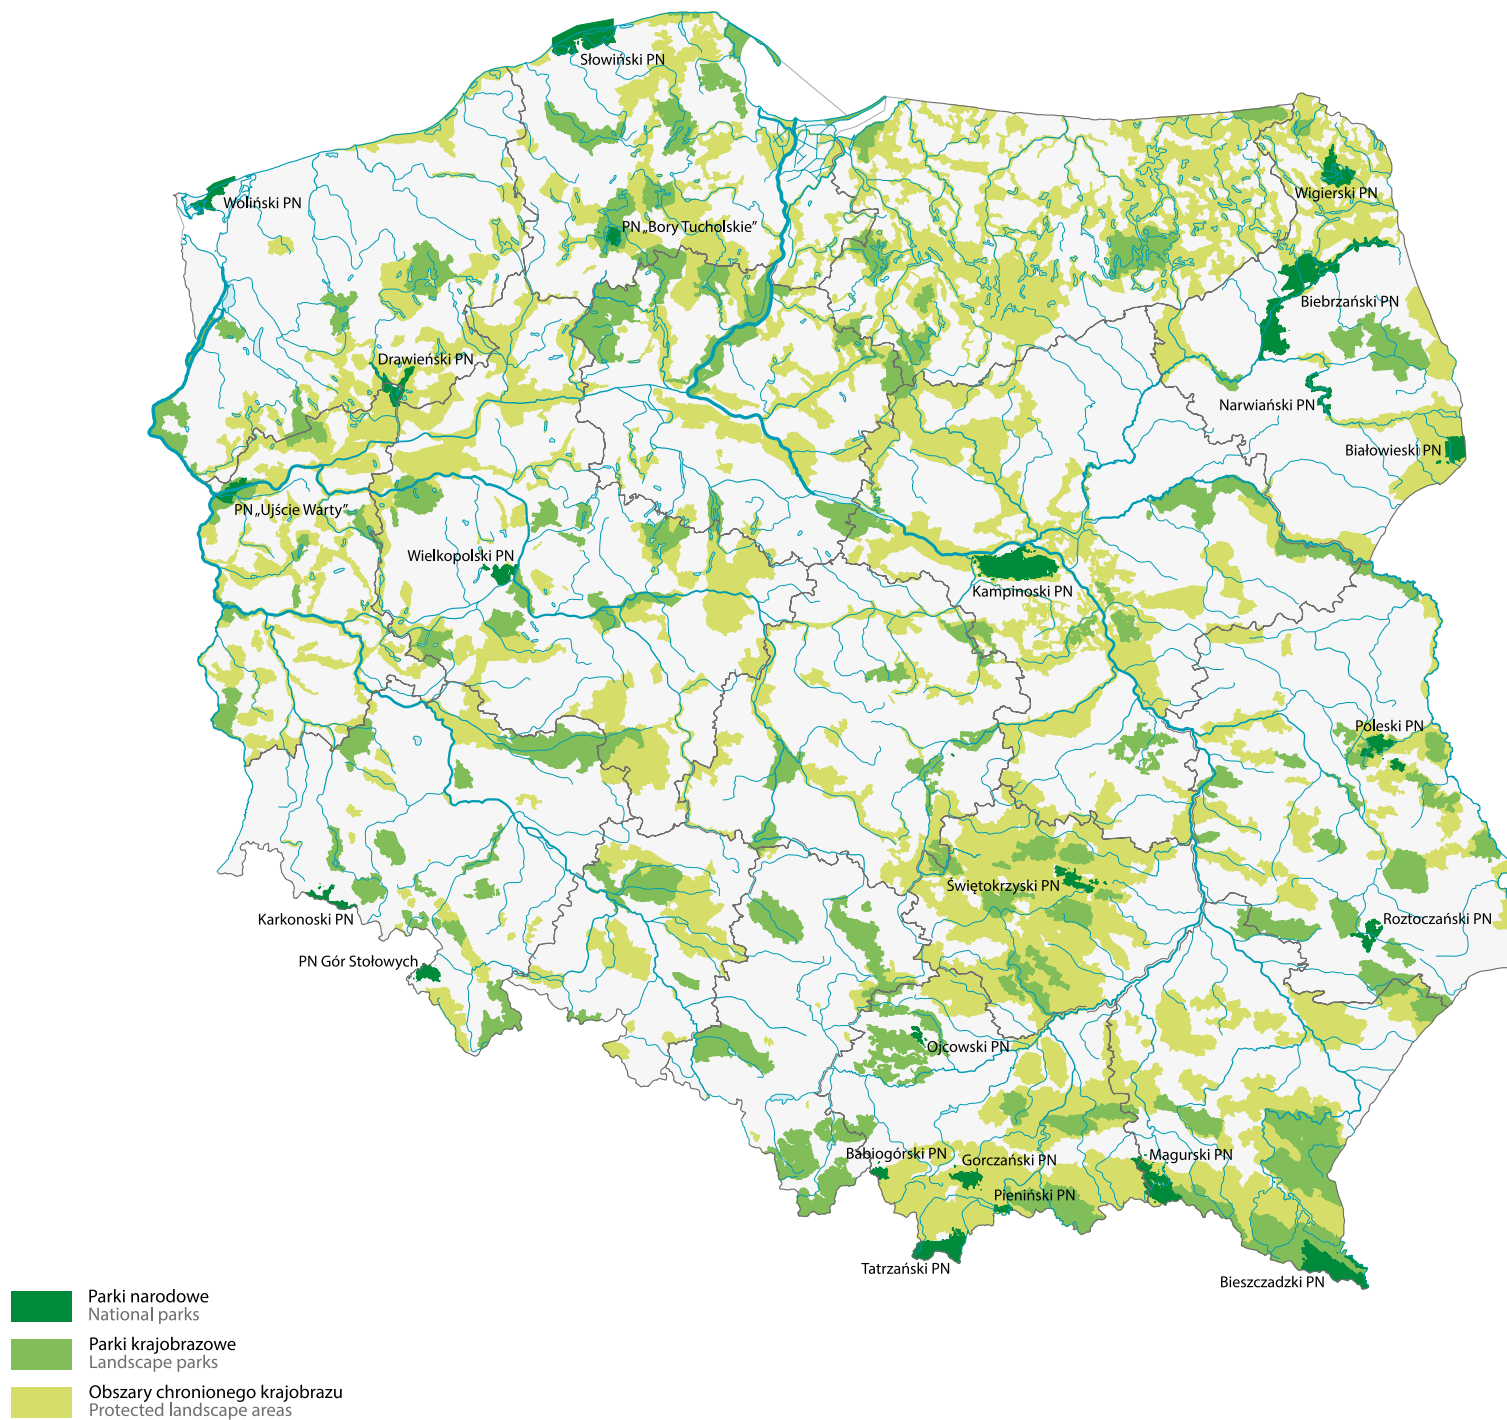 Słowiński PN
Wigierski PN
Woliński PN
PN „Bory Tucholskie”
Biebrzański PN
Drawieński PN
Narwiański PN
Białowieski PN
PN „Ujście Warty”
Wielkopolski PN
Kampinoski PN
Poleski PN
Świętokrzyski PN
Karkonoski PN
Roztoczański PN
PN Gór Stołowych
Ojcowski PN
Babiogórski PN
Gorczański PN
Magurski PN
Pieniński PN
Tatrzański PN
Bieszczadzki PN
Parki narodowe
National parks
Parki krajobrazowe
Landscape parks
Obszary chronionego krajobrazu
Protected landscape areas